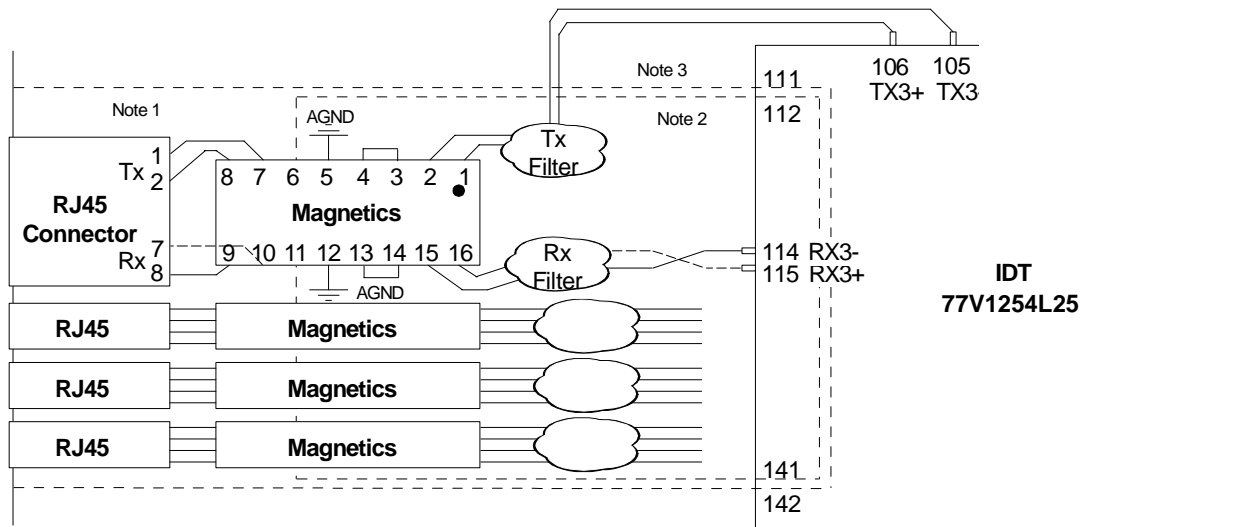 Note 3
111
106 105
TX3+ TX3
Note 1
AGND
Note 2
112
Tx
Filter
1
Tx 2
8 7 6 5 4 3 2 1
RJ45
Connector
Magnetics
7
Rx 8
9 10 11 12 13 14 15 16
Rx
Filter
114 RX3-
115 RX3+
AGND
IDT
77V1254L25
RJ45 Magnetics
RJ45 Magnetics
RJ45 Magnetics
141
142